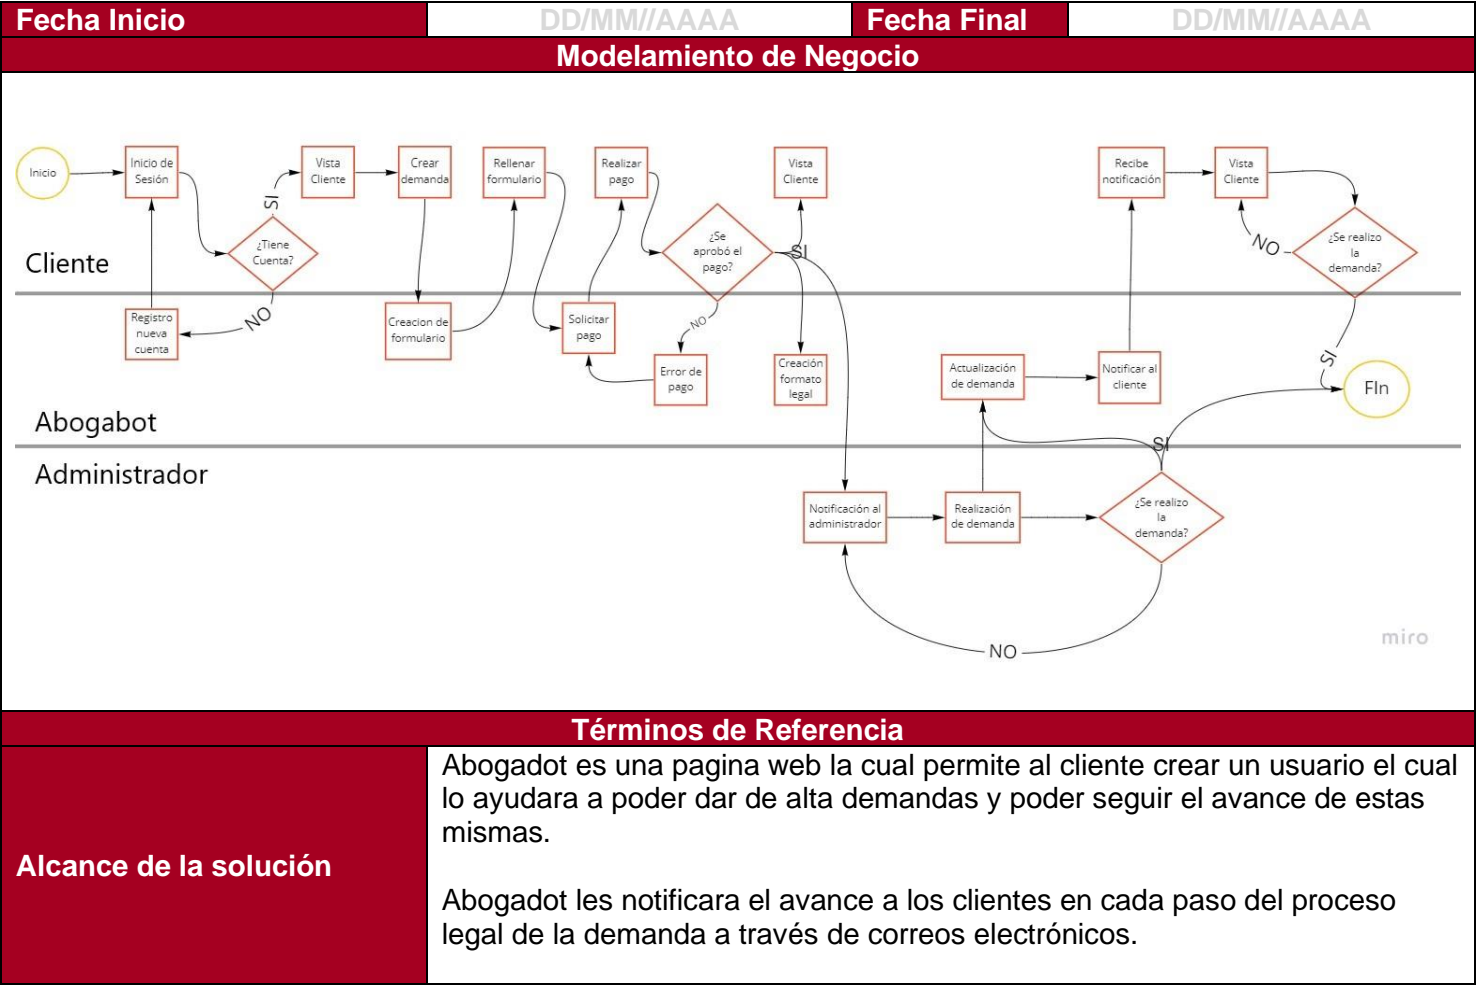 Fecha Inicio DD/MM//AAAA Fecha Final DD/MM//AAAA
Modelamiento de Negocio
Inicio
Inicio de
Sesión
¿Tiene
Cuenta?
SI
NO
Registro
nueva
cuenta
Vista
Cliente
Crear
demanda
Creacion de
formulario
Rellenar
formulario
Solicitar
pago
Realizar
pago
¿Se
aprobó el
pago?
NO
Error de
pago
SI
Vista
Cliente
Creación
formato
legal
Notificación al
administrador
Realización
de demanda
¿Se realizo
la
demanda?
SI
NO
Actualización
de demanda
Notificar al
cliente
Recibe
notificación
Vista
Cliente
¿Se realizo
la
demanda?
NO
SI
FIn
Cliente
Abogabot
Administrador
miro
Términos de Referencia
Alcance de la solución
Abogadot es una pagina web la cual permite al cliente crear un usuario el cual
lo ayudara a poder dar de alta demandas y poder seguir el avance de estas
mismas.
Abogadot les notificara el avance a los clientes en cada paso del proceso
legal de la demanda a través de correos electrónicos.